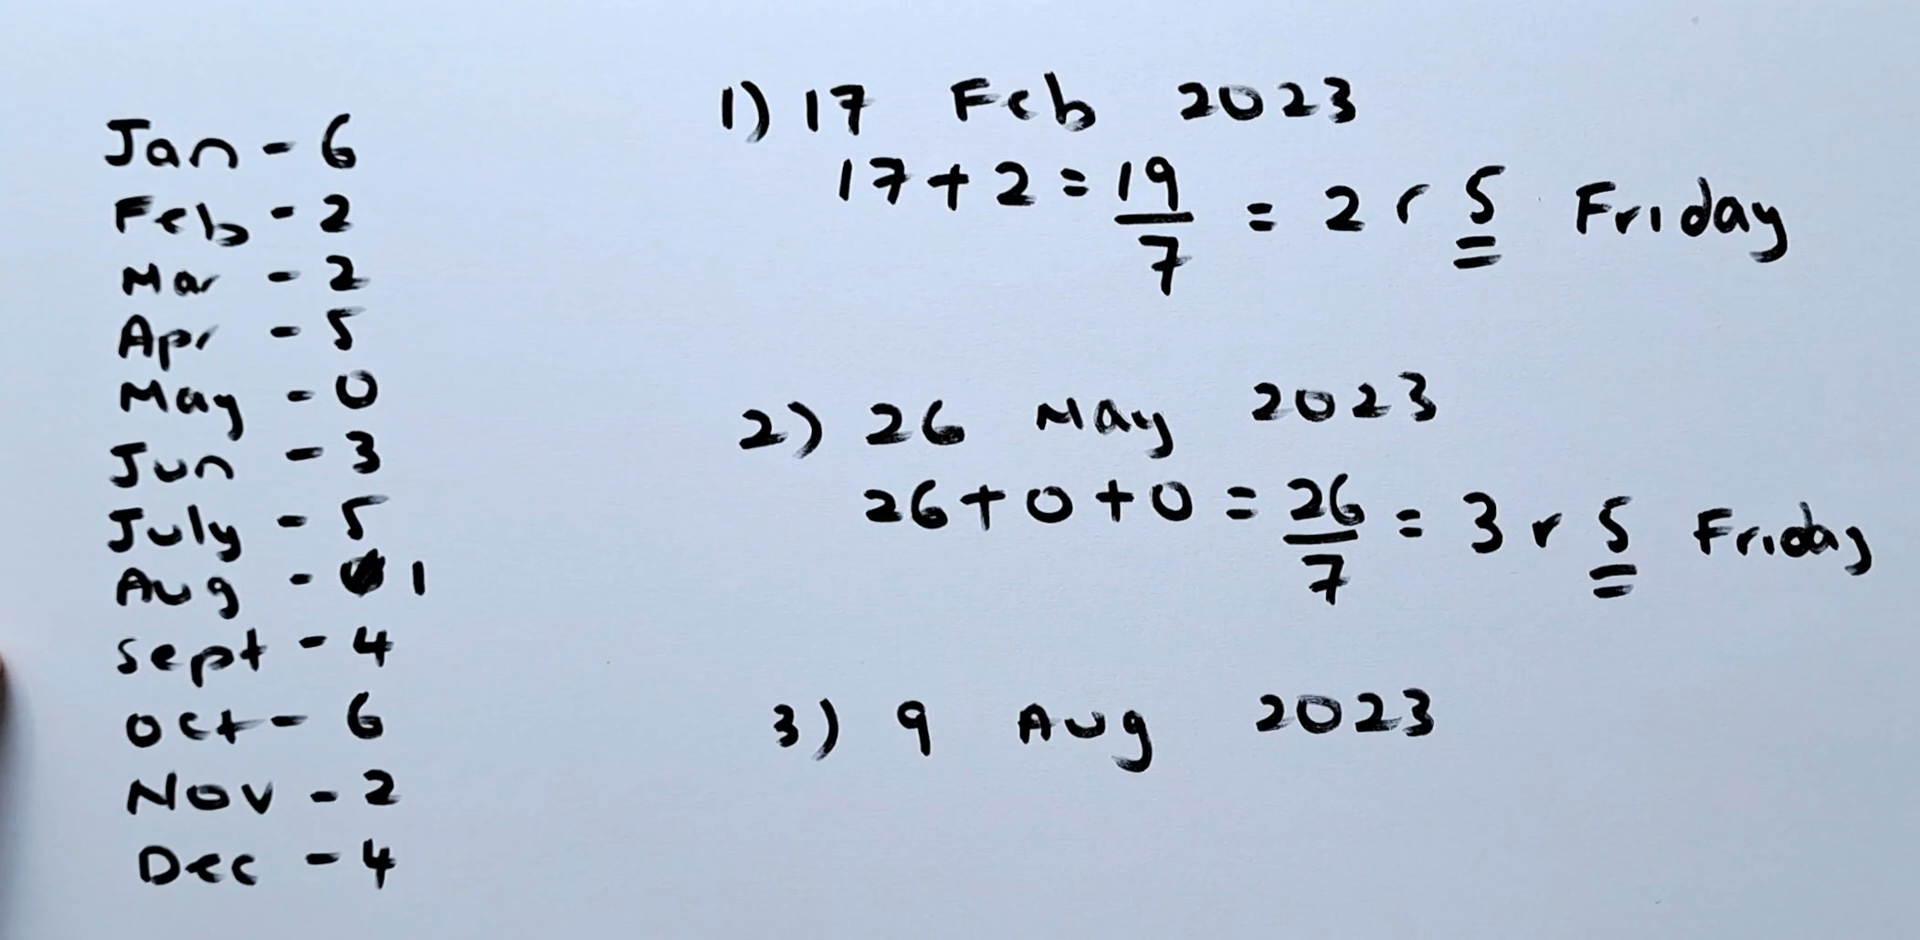 Jan - 6
Feb - 2
Mar - 2
Apr - 5
May - 0
Jun - 3
July - 5
Aug - 1
Sept - 4
Oct - 6
Nov - 2
Dec - 4
1) 17 Feb 2023
17 + 2 = 19/7 = 2 r 5 Friday
2) 26 May 2023
26 + 0 + 0 = 26/7 = 3 r 5 Friday
3) 9 Aug 2023